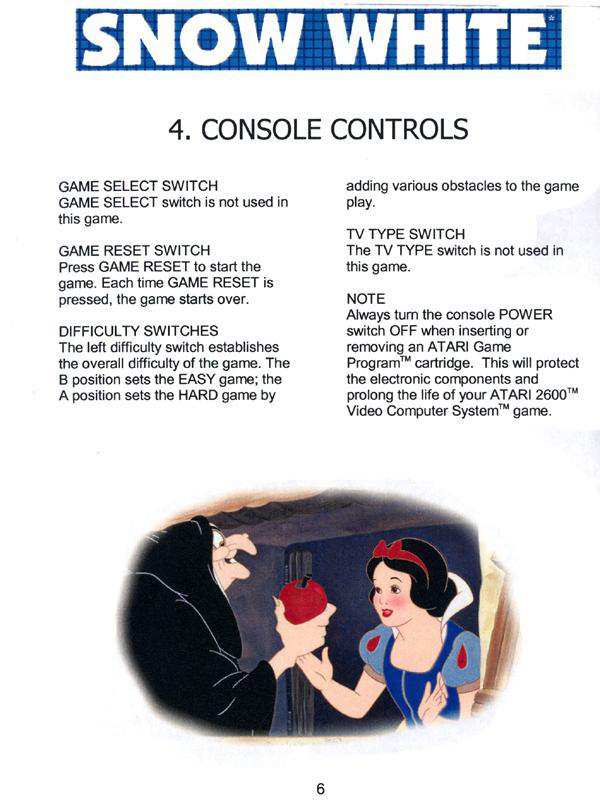 SNOW WHITE
4. CONSOLE CONTROLS
GAME SELECT SWITCH
GAME SELECT switch is not used in
this game.
GAME RESET SWITCH
Press GAME RESET to start the
game. Each time GAME RESET is
pressed, the game starts over.
DIFFICULTY SWITCHES
The left difficulty switch establishes
the overall difficulty of the game. The
B position sets the EASY game; the
A position sets the HARD game by
adding various obstacles to the game
play.
TV TYPE SWITCH
The TV TYPE switch is not used in
this game.
NOTE
Always turn the console POWER
switch OFF when inserting or
removing an ATARI Game
Program™ cartridge. This will protect
the electronic components and
prolong the life of your ATARI 2600™
Video Computer System™ game.
6